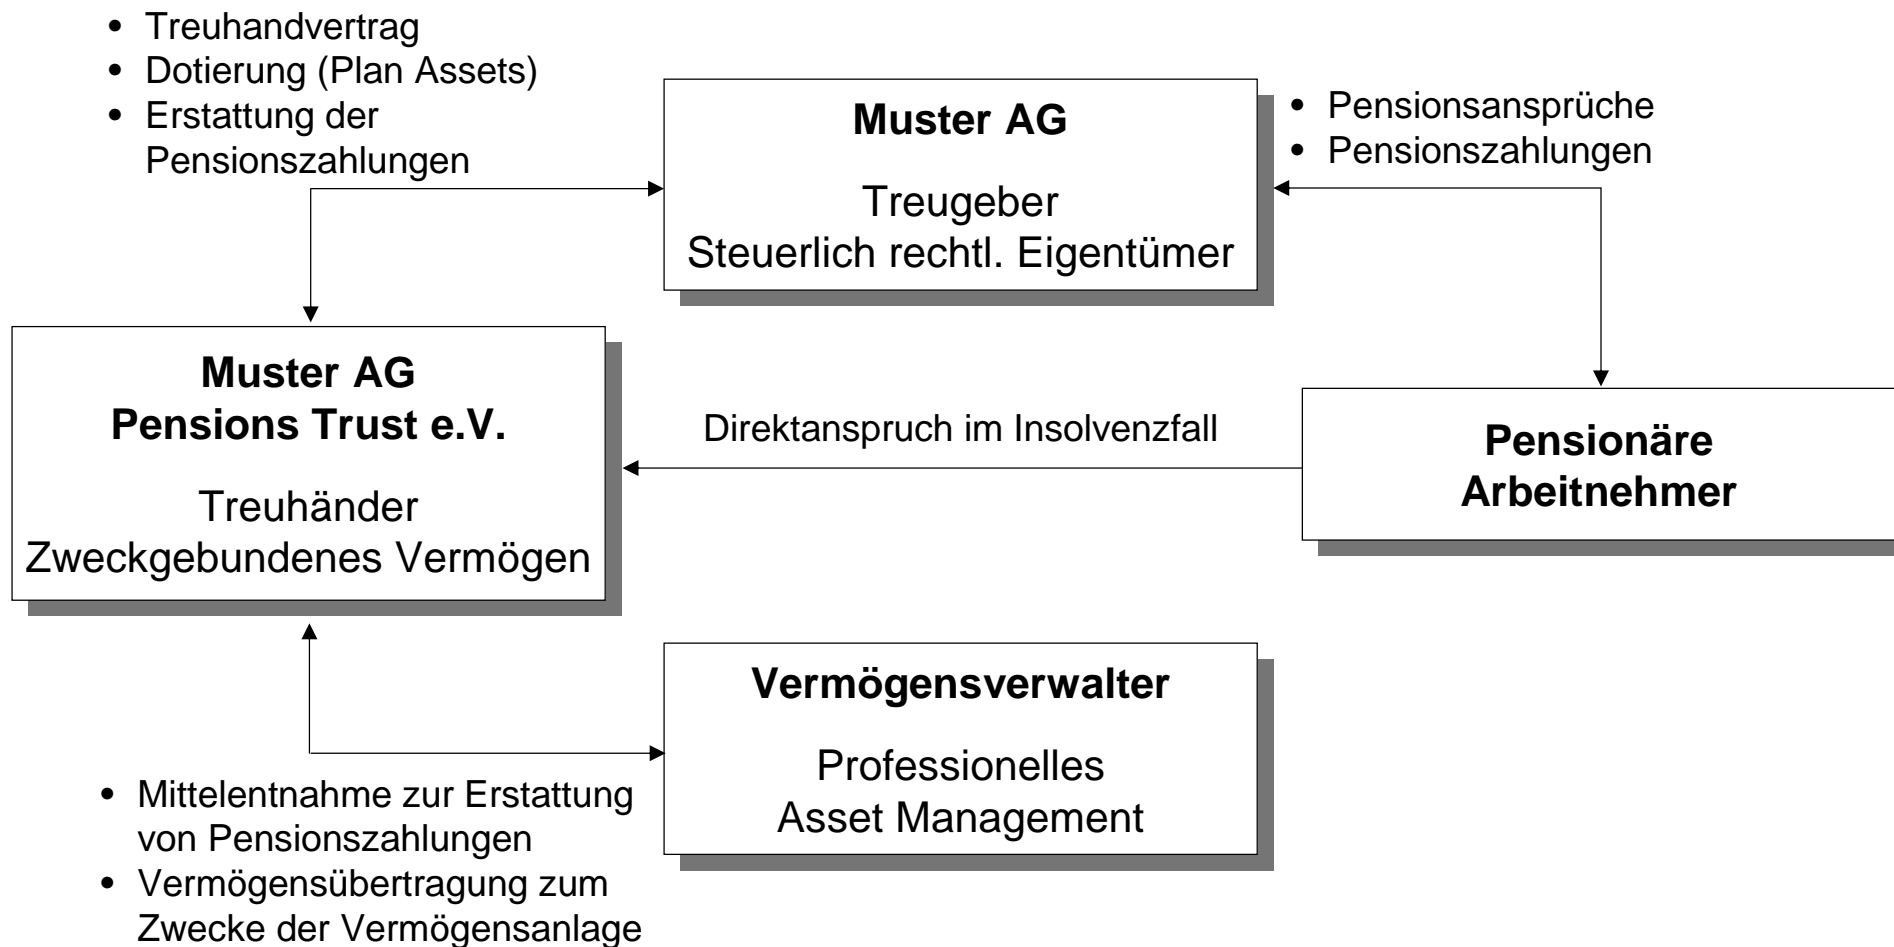 • Treuhandvertrag
• Dotierung (Plan Assets)
• Erstattung der
Pensionszahlungen
Muster AG
Treugeber
Steuerlich rechtl. Eigentümer
• Pensionsansprüche
• Pensionszahlungen
Muster AG
Pensions Trust e.V.
Treuhänder
Zweckgebundenes Vermögen
Direktanspruch im Insolvenzfall
Pensionäre
Arbeitnehmer
Vermögensverwalter
Professionelles
Asset Management
• Mittelentnahme zur Erstattung
von Pensionszahlungen
• Vermögensübertragung zum
Zwecke der Vermögensanlage